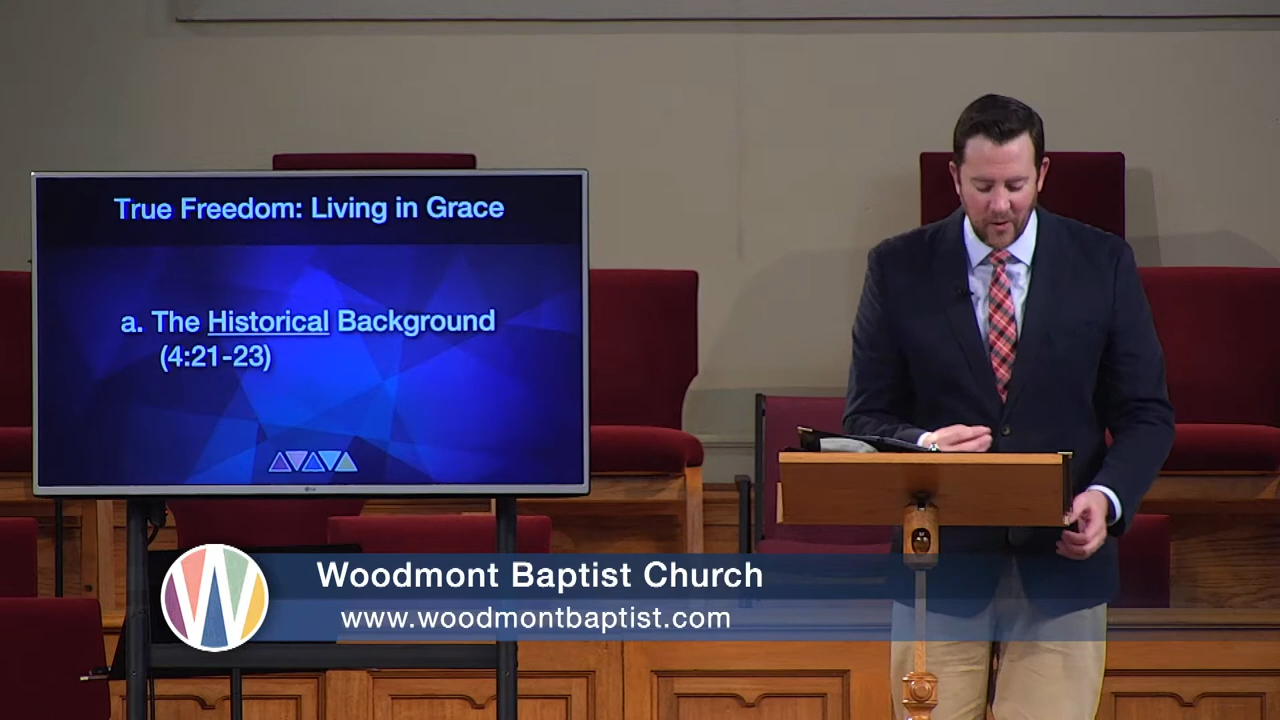 True Freedom: Living in Grace
a. The Historical Background
(4:21-23)
W
Woodmont Baptist Church
www.woodmontbaptist.com